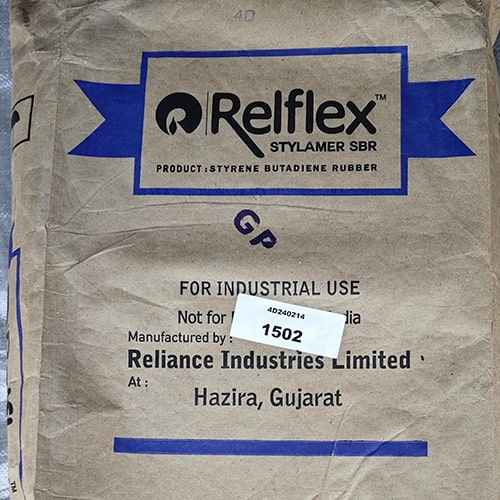 4D
Relflex™
STYLAMER SBR
PRODUCT : STYRENE BUTADIENE RUBBER
GP
FOR INDUSTRIAL USE
Not for dia
4D240214
1502
Manufactured by :
Reliance Industries Limited
At :
Hazira, Gujarat